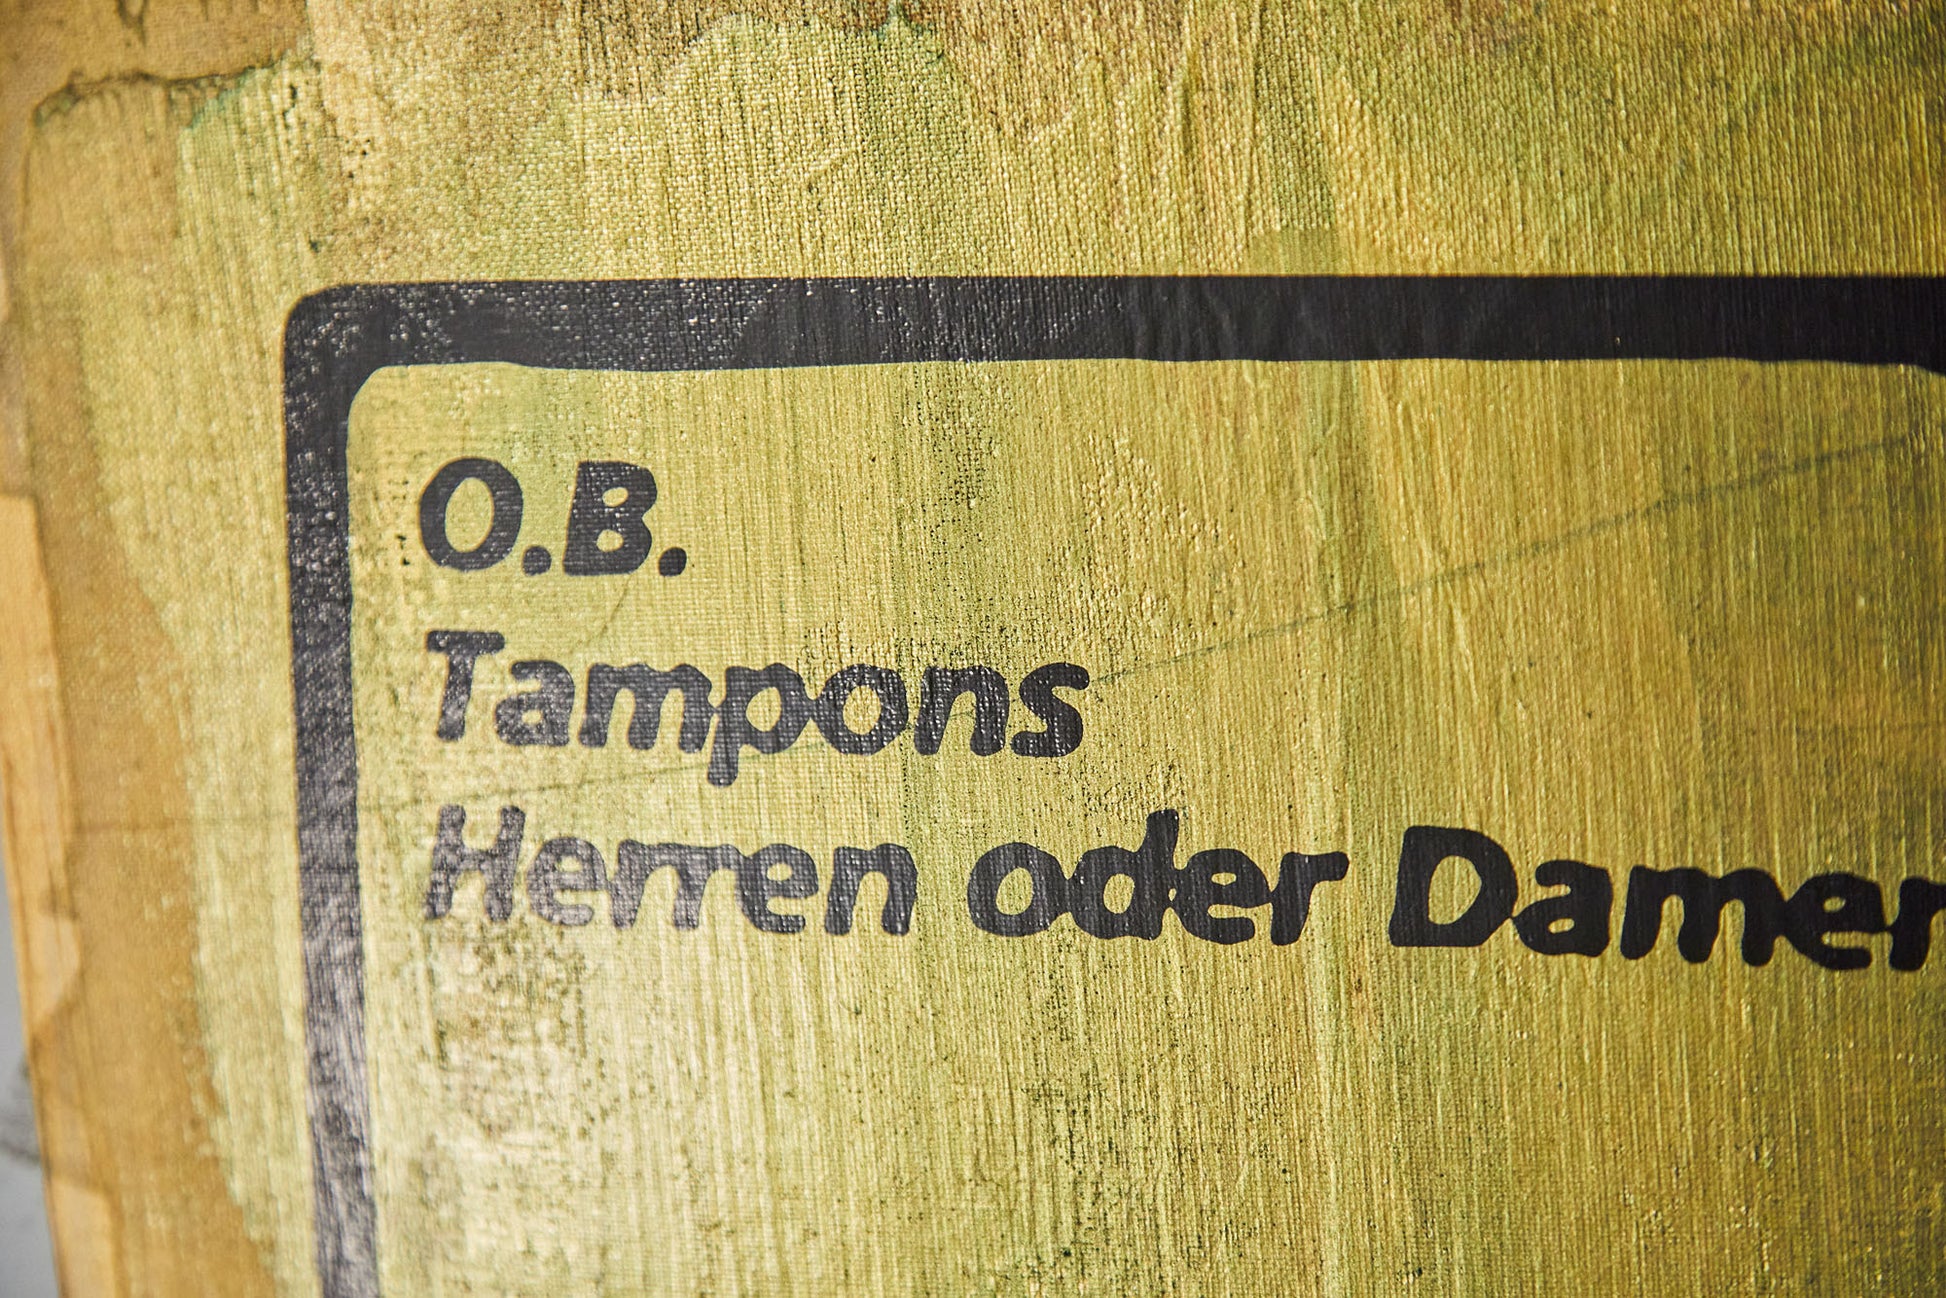 O.B.
Tampons
Herren oder Damen